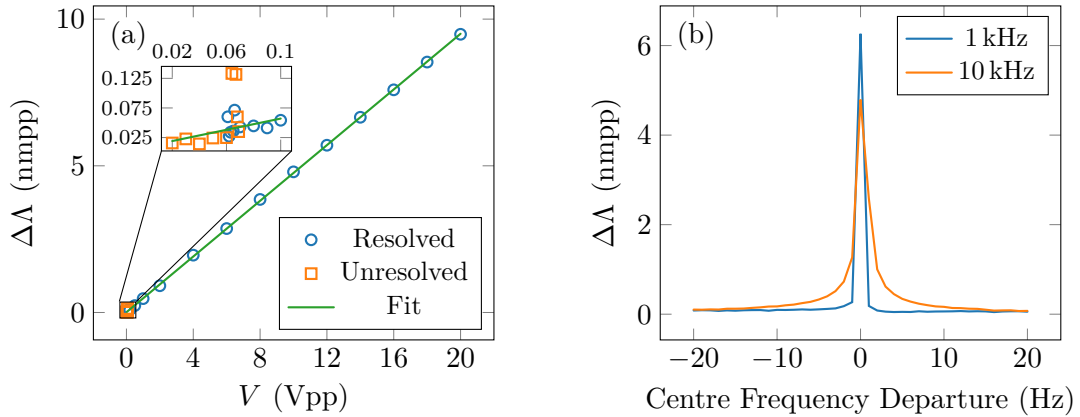 (a)
0.02 0.06 0.1
0.125
0.075
0.025
10
5
0
ΔΛ (nmpp)
Resolved
Unresolved
Fit
0 4 8 12 16 20
V (Vpp)
(b)
1 kHz
10 kHz
6
4
2
0
ΔΛ (nmpp)
−20 −10 0 10 20
Centre Frequency Departure (Hz)